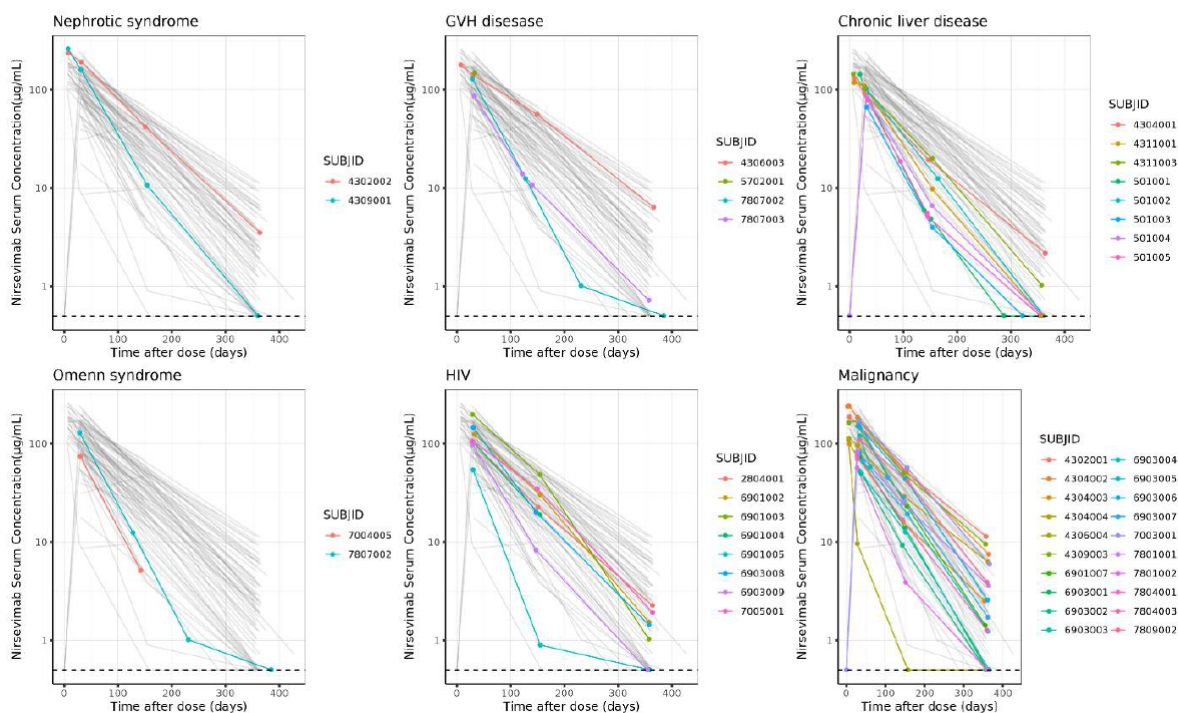 Nephrotic syndrome
Nirsevimab Serum Concentration(µg/mL)
100
10
1
0 100 200 300 400
Time after dose (days)
SUBJID
4302002
4309001
GVH disesase
Nirsevimab Serum Concentration(µg/mL)
100
10
1
0 100 200 300 400
Time after dose (days)
SUBJID
4306003
5702001
7807002
7807003
Chronic liver disease
Nirsevimab Serum Concentration(µg/mL)
100
10
1
0 100 200 300 400
Time after dose (days)
SUBJID
4304001
4311001
4311003
501001
501002
501003
501004
501005
Omenn syndrome
Nirsevimab Serum Concentration(µg/mL)
100
10
1
0 100 200 300 400
Time after dose (days)
SUBJID
7004005
7807002
HIV
Nirsevimab Serum Concentration(µg/mL)
100
10
1
0 100 200 300 400
Time after dose (days)
SUBJID
2804001
6901002
6901003
6901004
6901005
6903008
6903009
7005001
Malignancy
Nirsevimab Serum Concentration(µg/mL)
100
10
1
0 100 200 300 400
Time after dose (days)
SUBJID
4302001 6903004
4304002 6903005
4304003 6903006
4304004 6903007
4306004 7003001
4309003 7801001
6901007 7801002
6903001 7804001
6903002 7804003
6903003 7809002